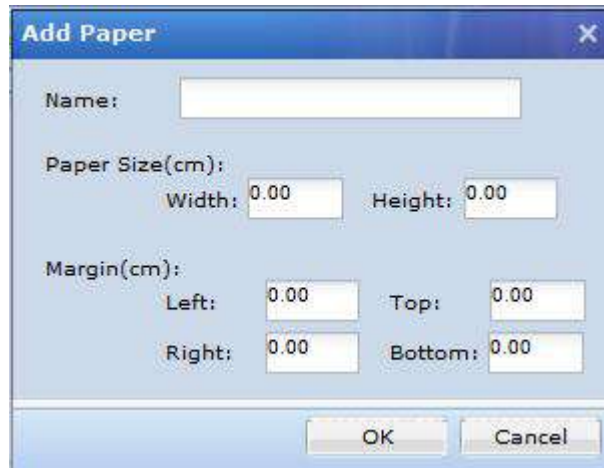 Add Paper
Name:
Paper Size(cm):
Width: 0.00 Height: 0.00
Margin(cm):
Left: 0.00 Top: 0.00
Right: 0.00 Bottom: 0.00
OK Cancel